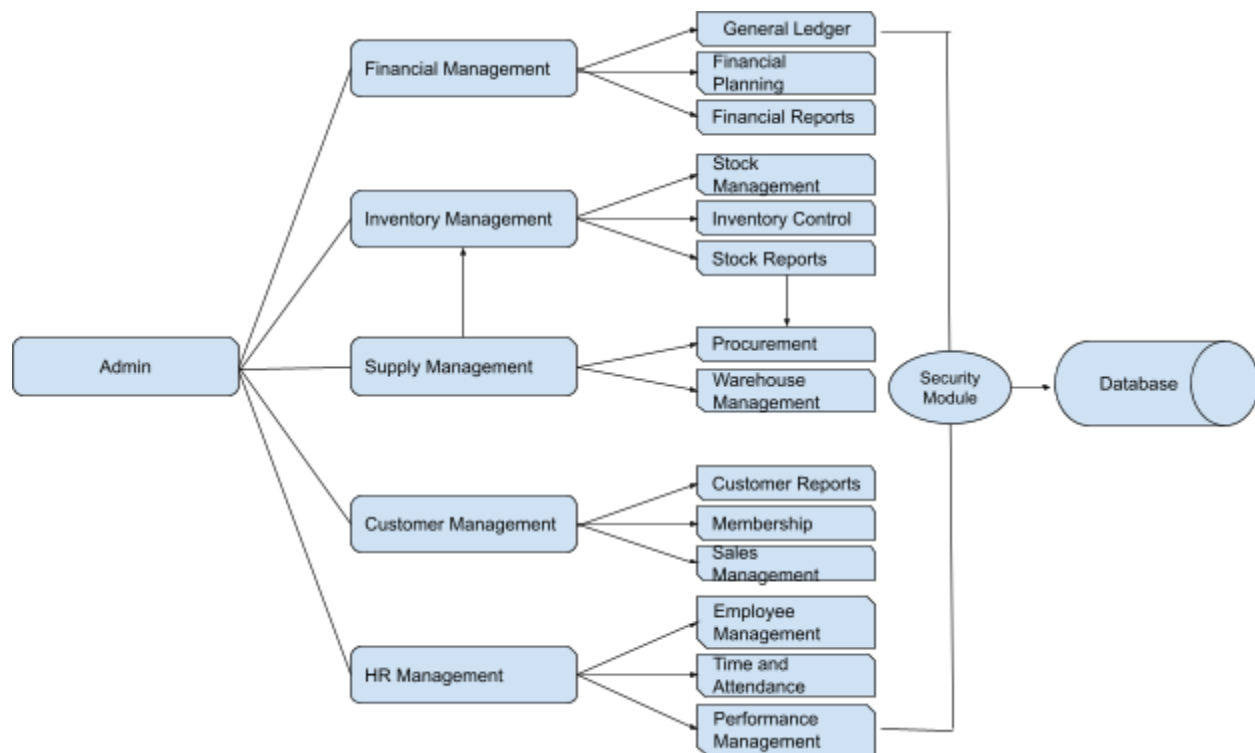 General Ledger
Financial Management
Financial
Planning
Financial Reports
Stock
Management
Inventory Management
Inventory Control
Stock Reports
Admin
Supply Management
Procurement
Warehouse
Management
Security
Module
Database
Customer Reports
Customer Management
Membership
Sales
Management
Employee
Management
HR Management
Time and
Attendance
Performance
Management